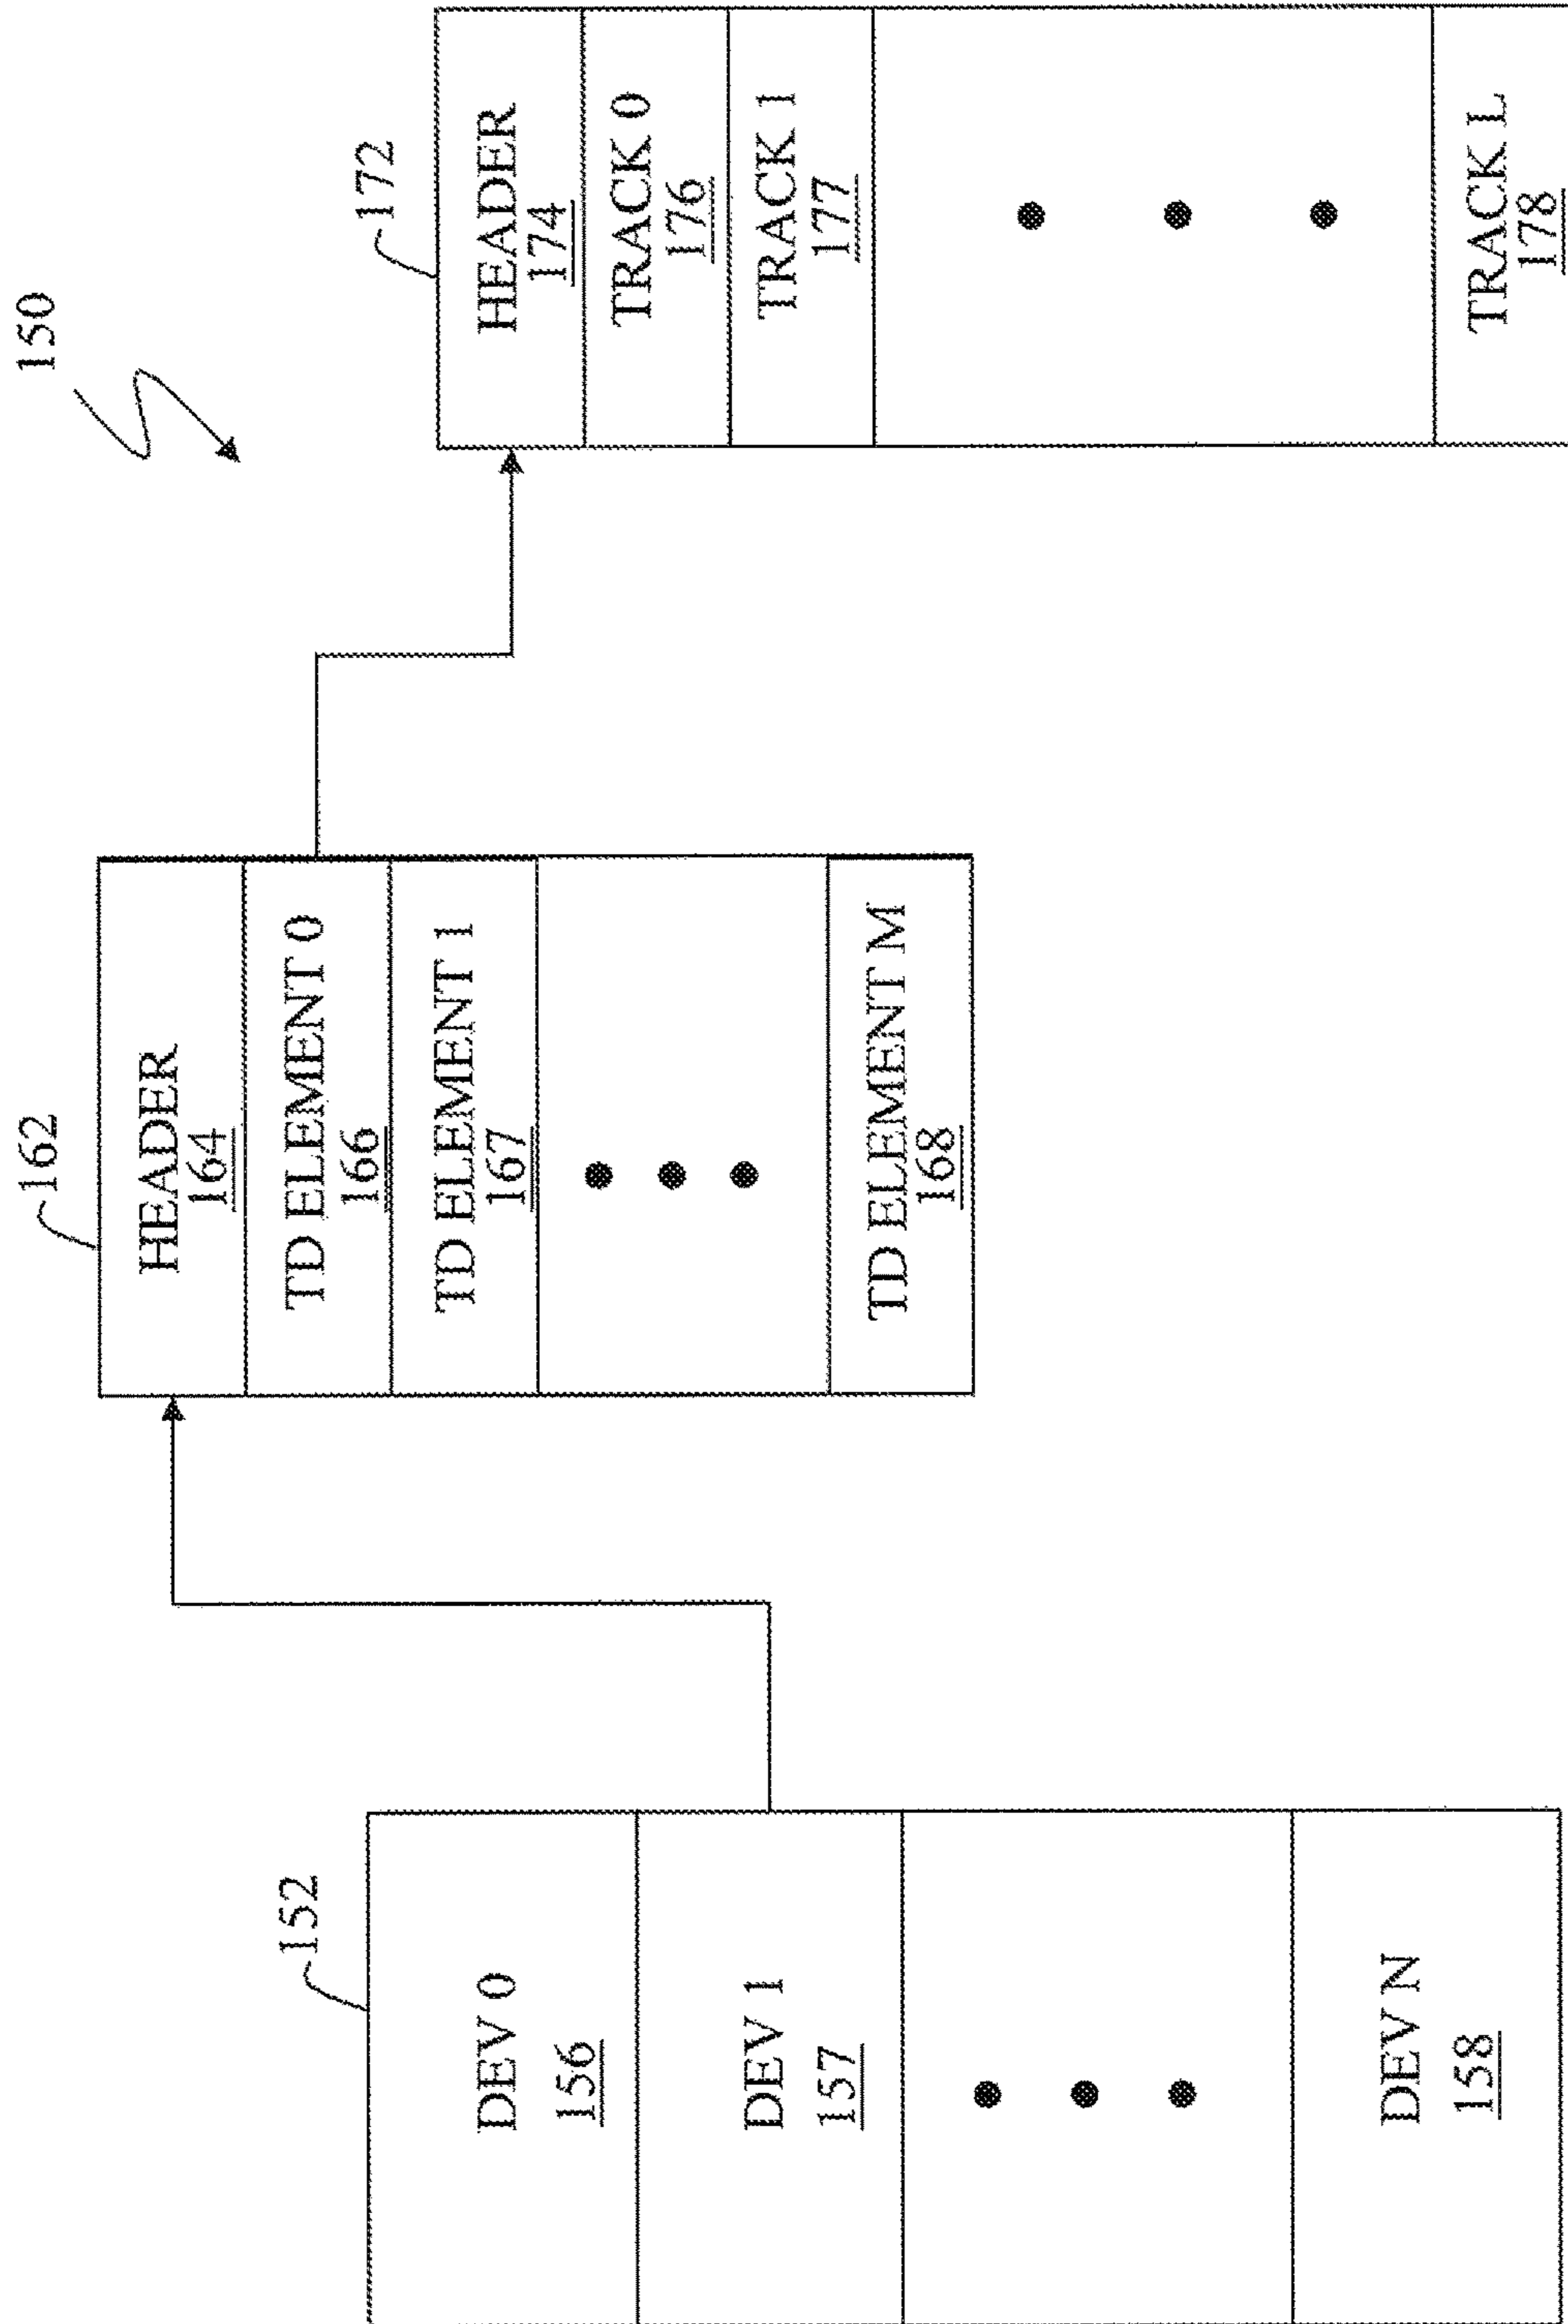 150
152
DEV 0
156
DEV 1
157
DEV N
158
162
HEADER
164
TD ELEMENT 0
166
TD ELEMENT 1
167
TD ELEMENT M
168
172
HEADER
174
TRACK 0
176
TRACK 1
177
TRACK L
178